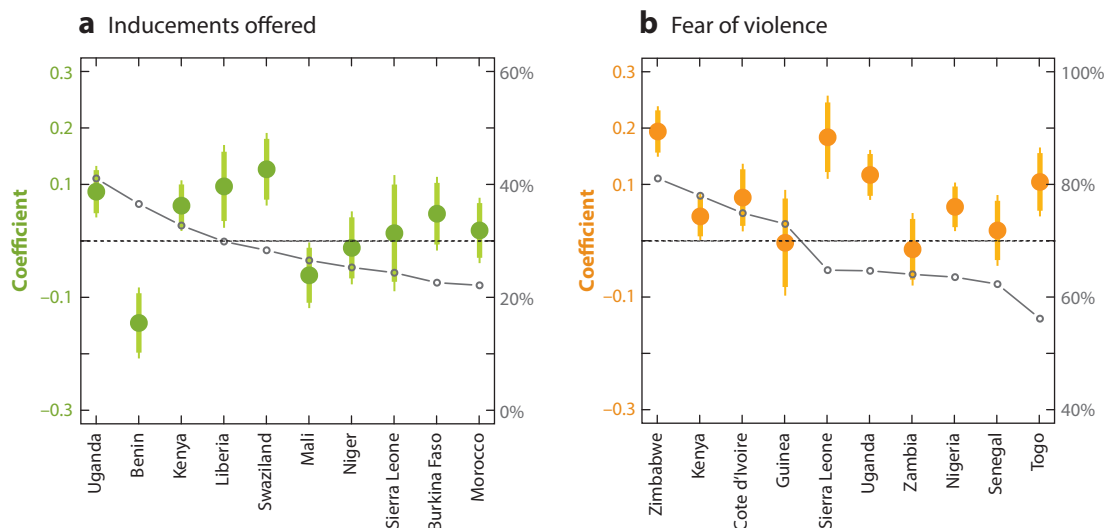 a Inducements offered
Coefficient
0.3
0.2
0.1
–0.1
–0.3
60%
40%
20%
0%
Uganda
Benin
Kenya
Liberia
Swaziland
Mali
Niger
Sierra Leone
Burkina Faso
Morocco
b Fear of violence
Coefficient
0.3
0.2
0.1
–0.1
–0.3
100%
80%
60%
40%
Zimbabwe
Kenya
Cote d'Ivoire
Guinea
Sierra Leone
Uganda
Zambia
Nigeria
Senegal
Togo